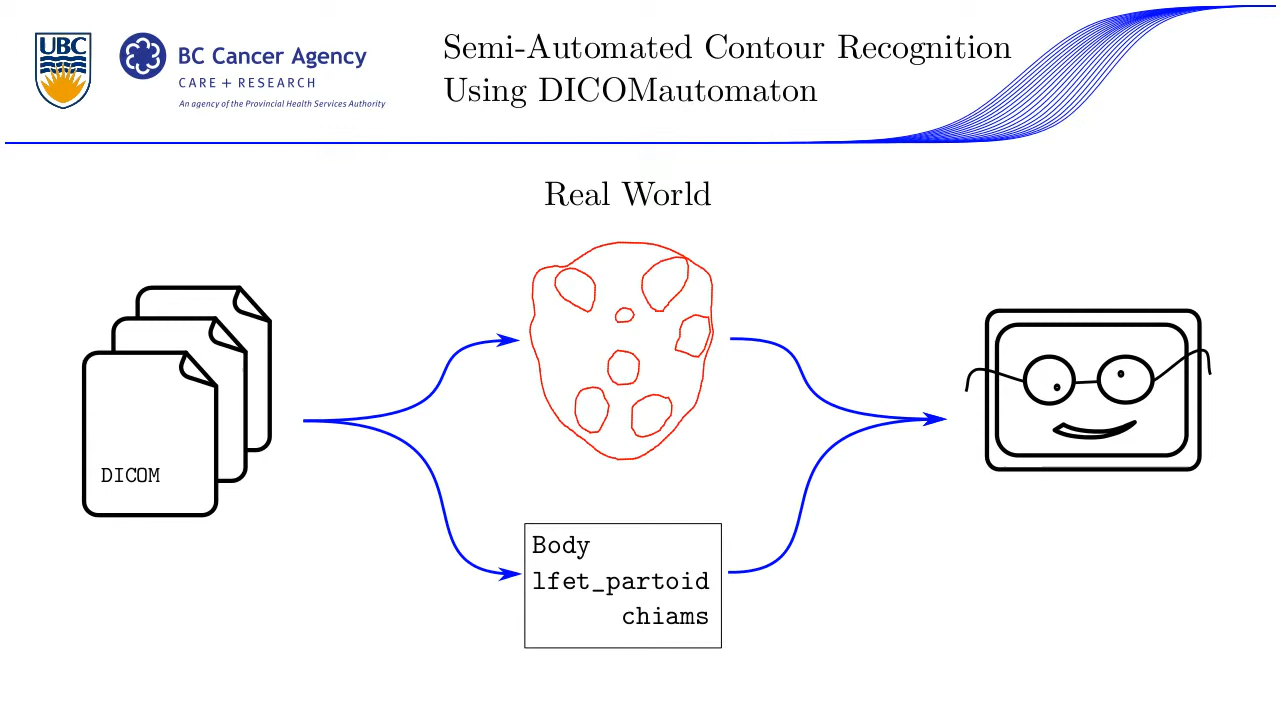 UBC
BC Cancer Agency
CARE + RESEARCH
An agency of the Provincial Health Services Authority
Semi-Automated Contour Recognition
Using DICOMautomaton
Real World
DICOM
Body
lfet_partoid
chiams